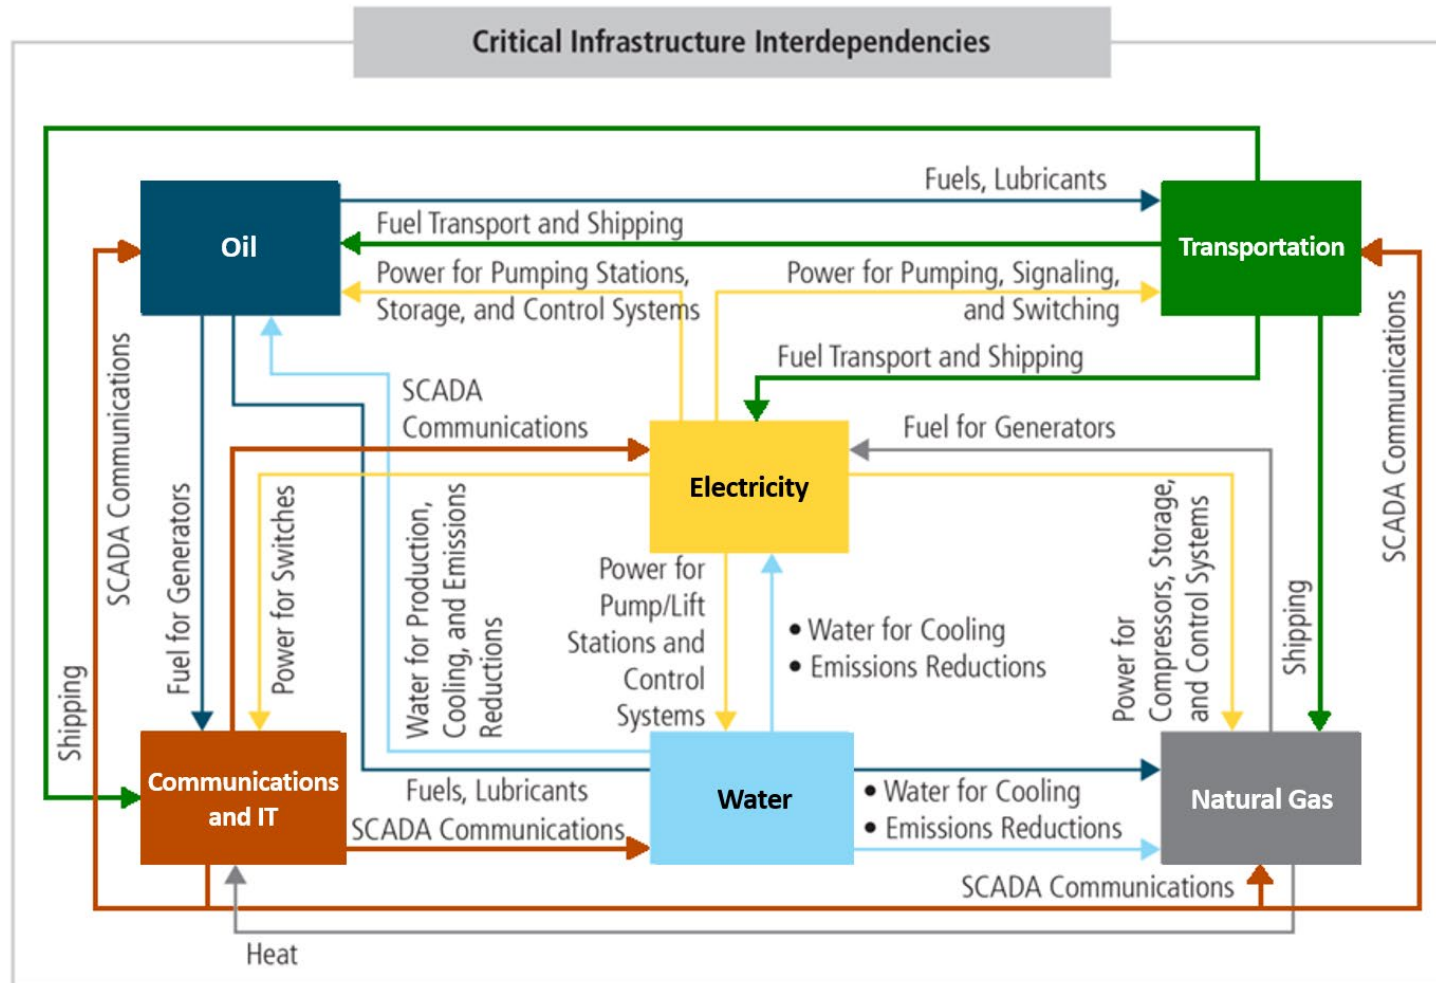 Critical Infrastructure Interdependencies
Fuels, Lubricants
Oil
Fuel Transport and Shipping
Transportation
Power for Pumping Stations,
Storage, and Control Systems
Power for Pumping, Signaling,
and Switching
Fuel Transport and Shipping
SCADA Communications
SCADA
Communications
Fuel for Generators
SCADA Communications
Electricity
Fuel for Generators
Power for Switches
Water for Production,
Cooling, and Emissions
Reductions
Power for
Pump/Lift
Stations and
Control
Systems
• Water for Cooling
• Emissions Reductions
Power for
Compressors, Storage,
and Control Systems
Shipping
Shipping
Communications
and IT
Fuels, Lubricants
SCADA Communications
Water
• Water for Cooling
• Emissions Reductions
Natural Gas
SCADA Communications
Heat